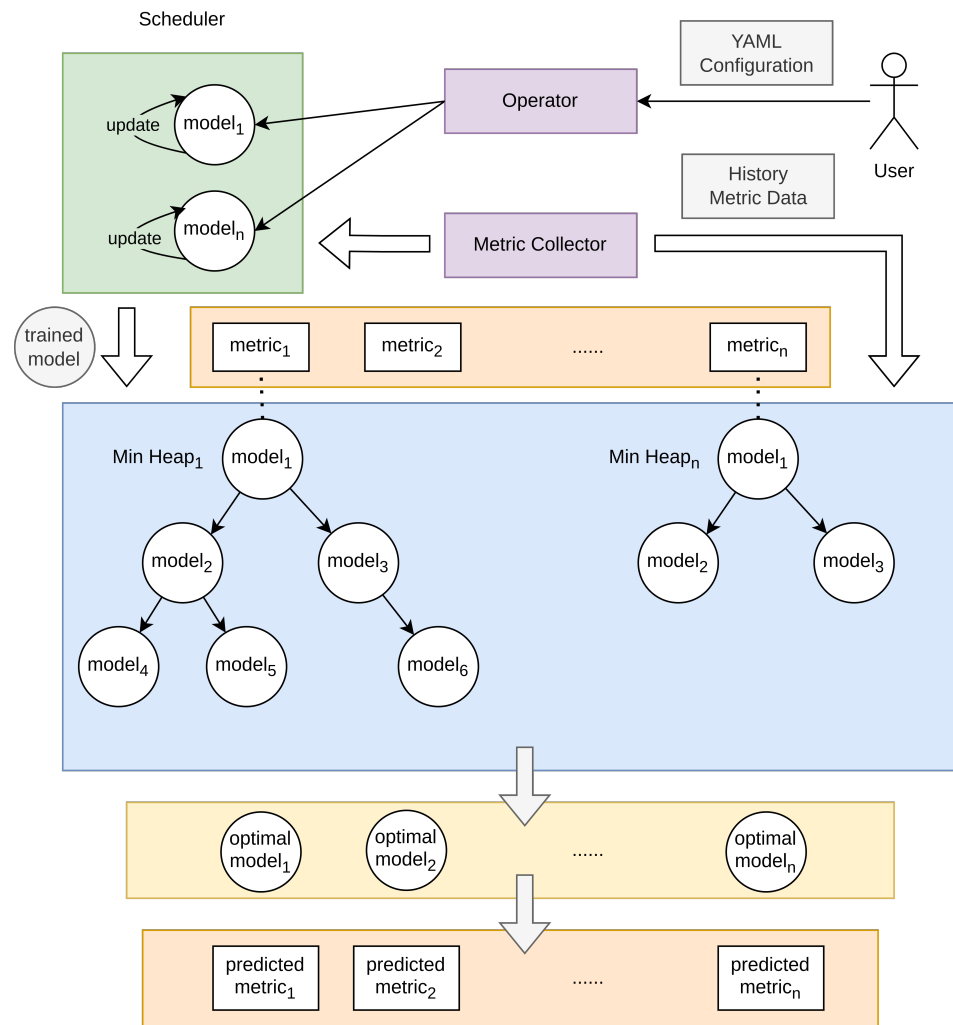 Scheduler
YAML
Configuration
Operator
update
model₁
User
History
Metric Data
update
modelₙ
Metric Collector
trained
model
metric₁
metric₂
......
metricₙ
Min Heap₁
model₁
Min Heapₙ
model₁
model₂
model₃
model₂
model₃
model₄
model₅
model₆
optimal
model₁
optimal
model₂
......
optimal
modelₙ
predicted
metric₁
predicted
metric₂
......
predicted
metricₙ